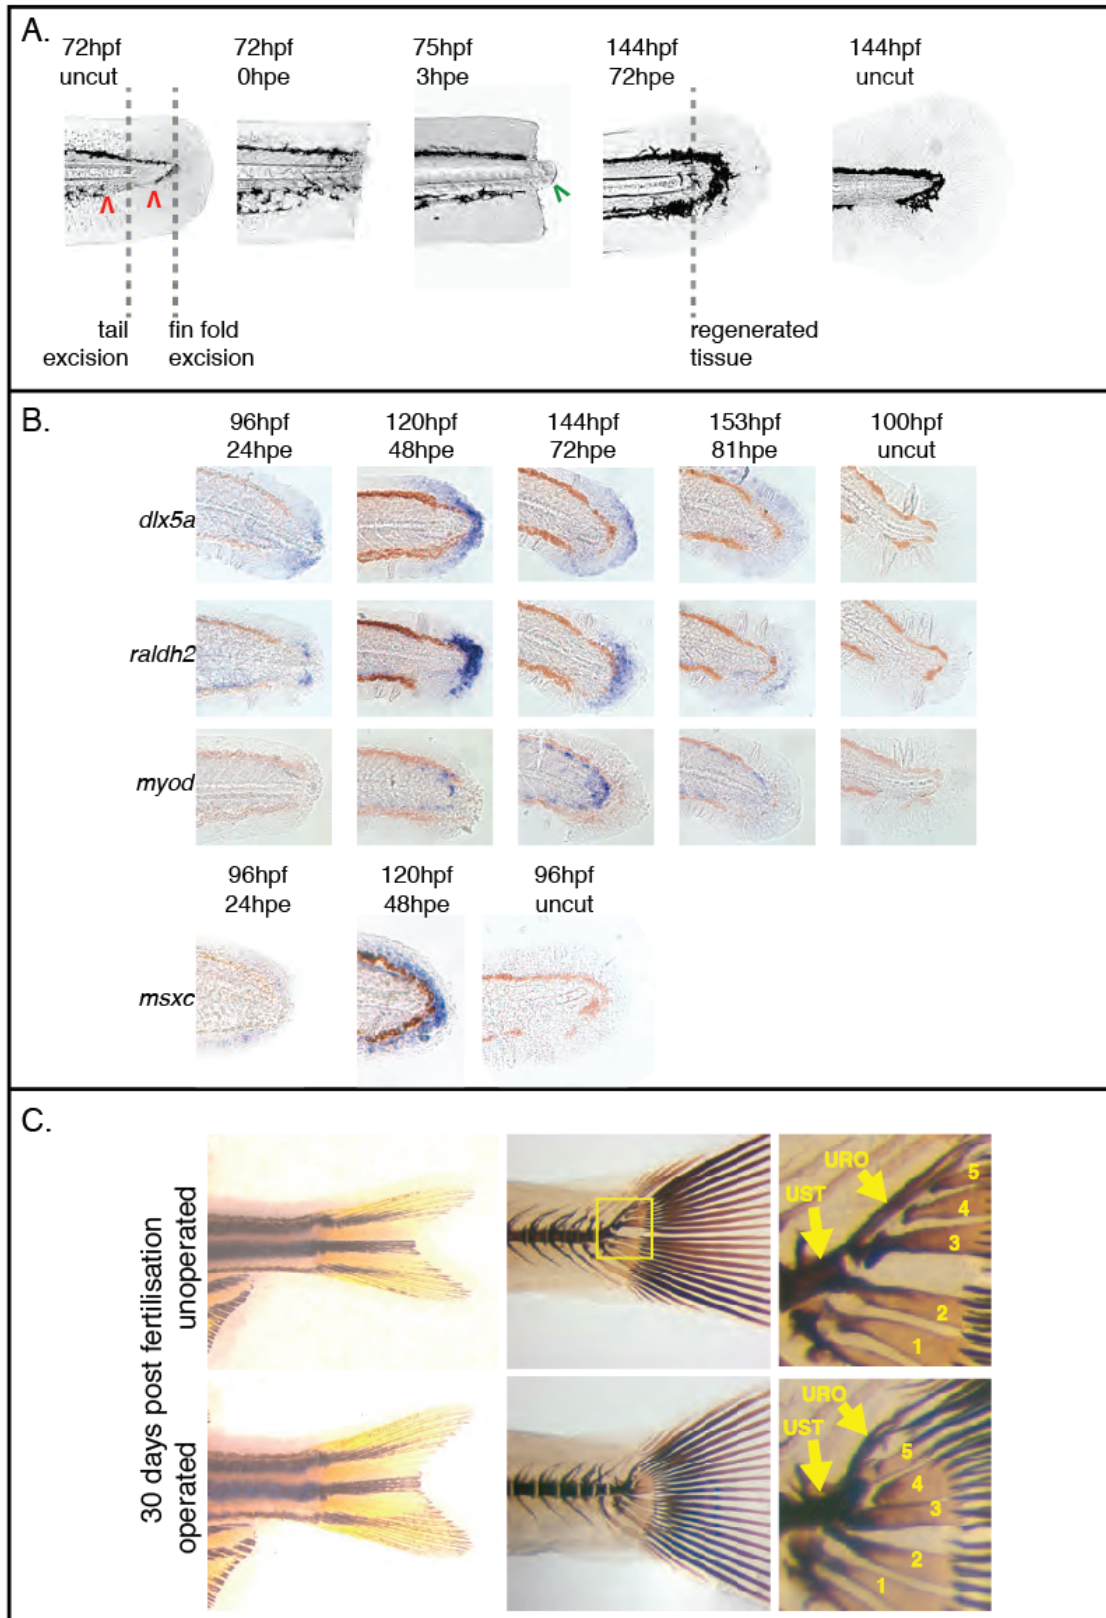 A.
72hpf
uncut
72hpf
0hpe
75hpf
3hpe
144hpf
72hpe
144hpf
uncut
tail
excision
fin fold
excision
regenerated
tissue
B.
96hpf
24hpe
120hpf
48hpe
144hpf
72hpe
153hpf
81hpe
100hpf
uncut
dlx5a
raldh2
myod
96hpf
24hpe
120hpf
48hpe
96hpf
uncut
msxc
C.
30 days post fertilisation
unoperated
operated
URO
UST
5
4
3
2
1
URO
UST
5
4
3
2
1